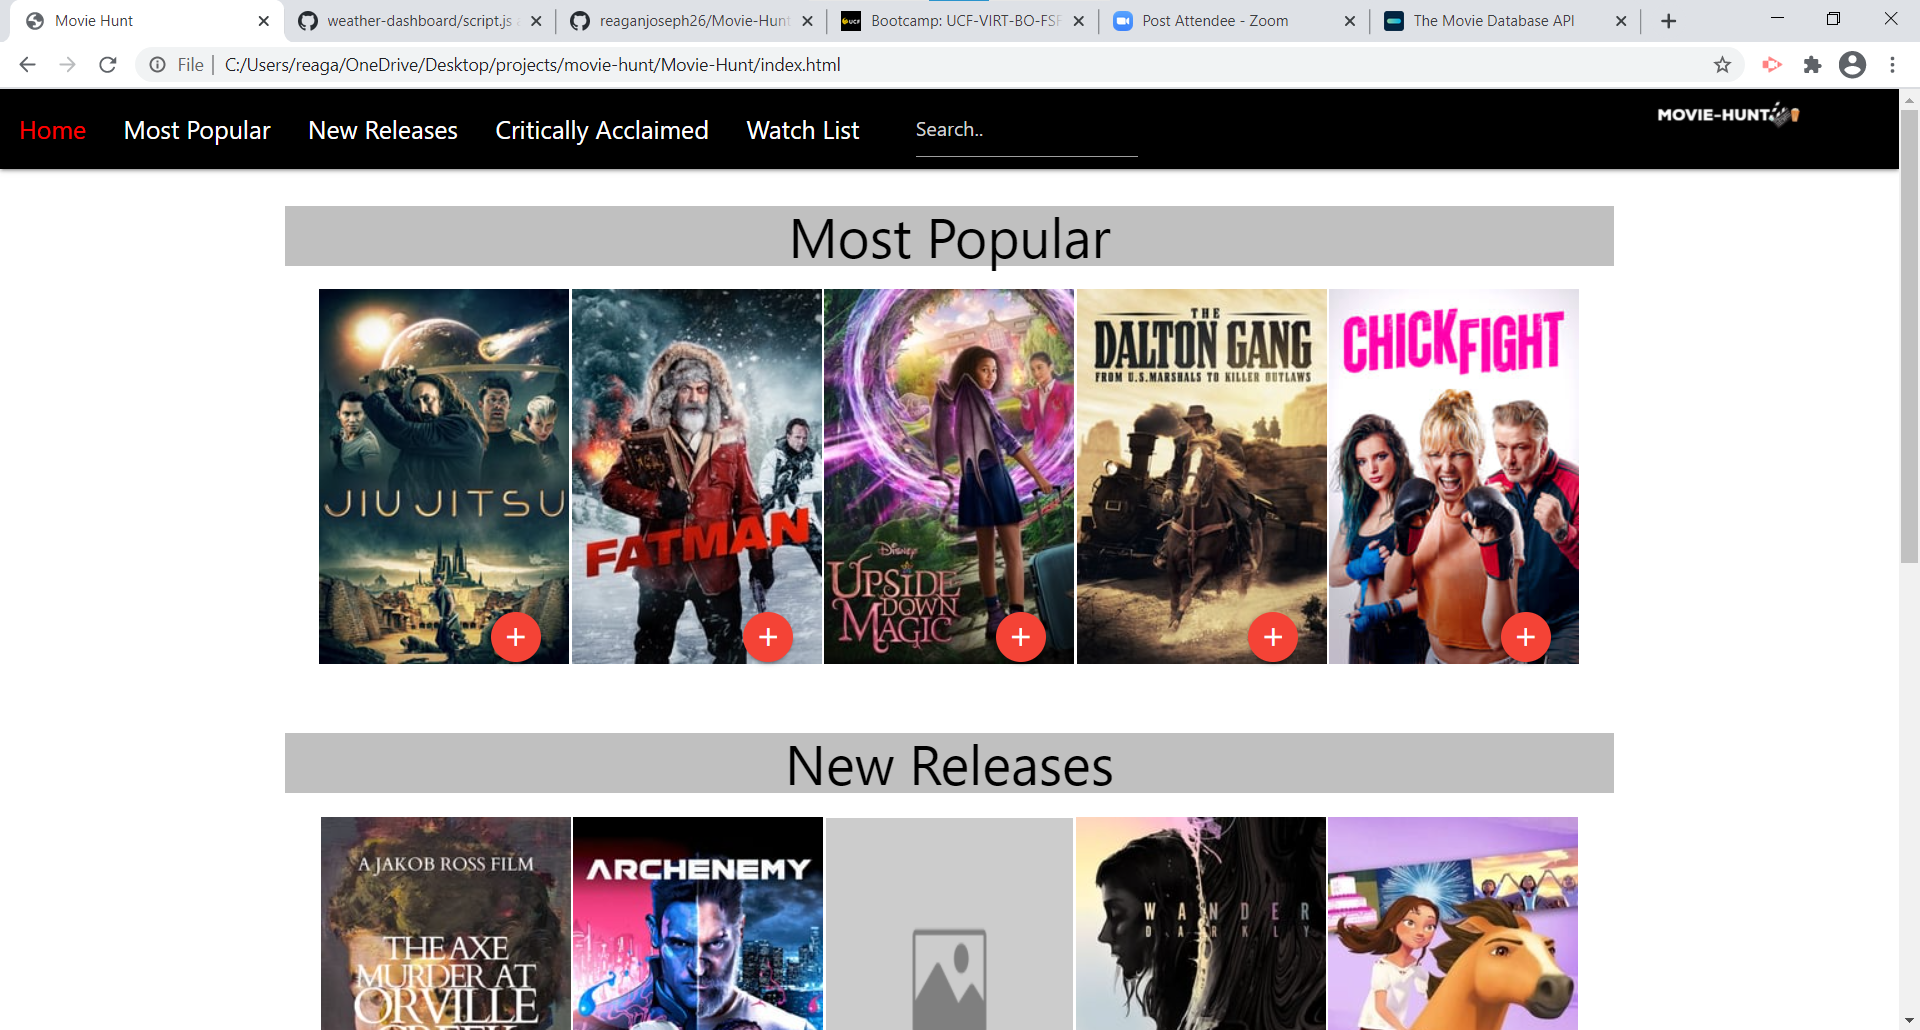 Movie Hunt
weather-dashboard/script.js
reaganjoseph26/Movie-Hunt
UCF
Bootcamp: UCF-VIRT-BO-FSF
Post Attendee - Zoom
The Movie Database API
File
C:/Users/reaga/OneDrive/Desktop/projects/movie-hunt/Movie-Hunt/index.html
Home
Most Popular
New Releases
Critically Acclaimed
Watch List
Search..
MOVIE-HUNT
Most Popular
JIU JITSU
FATMAN
Disney
UPSIDE
DOWN
MAGIC
THE
DALTON GANG
FROM U.S. MARSHALS TO KILLER OUTLAWS
CHICK FIGHT
New Releases
A JAKOB ROSS FILM
THE AXE
MURDER AT
ORVILLE
ARCHENEMY
WANDER
DARKLY